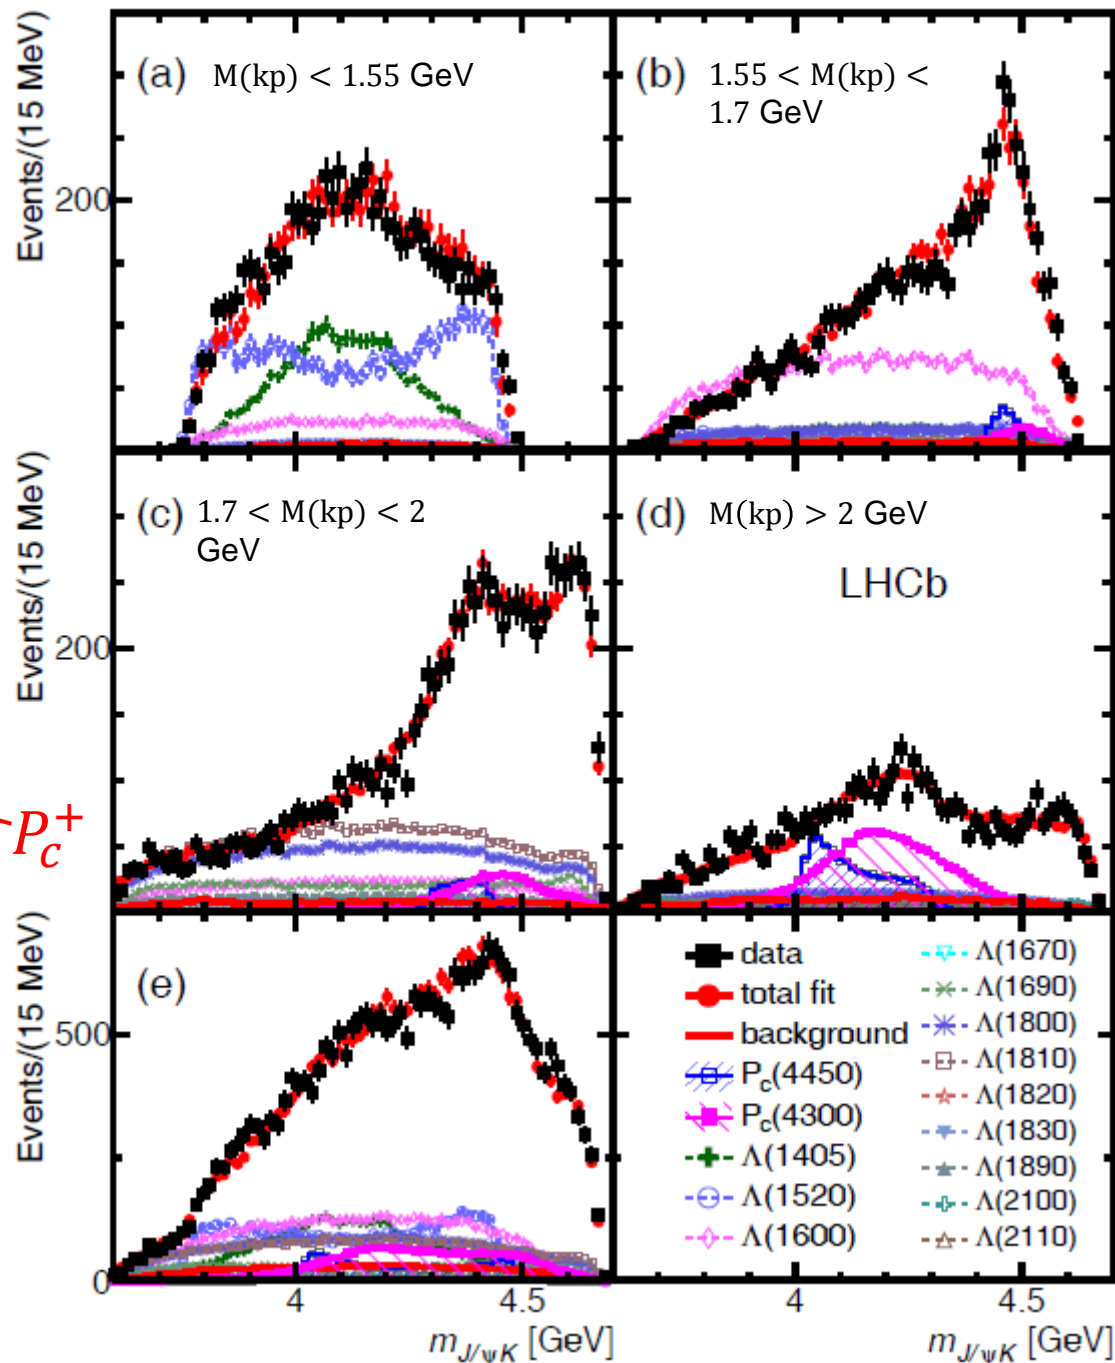 Events/(15 MeV)
(a) M(kp) < 1.55 GeV
200
(b) 1.55 < M(kp) <
1.7 GeV
Events/(15 MeV)
(c) 1.7 < M(kp) < 2
GeV
200
(d) M(kp) > 2 GeV
LHCb
P_c^+
Events/(15 MeV)
(e)
500
0
4
4.5
m_{J/ψK} [GeV]
data
total fit
background
P_c(4450)
P_c(4300)
Λ(1405)
Λ(1520)
Λ(1600)
Λ(1670)
Λ(1690)
Λ(1800)
Λ(1810)
Λ(1820)
Λ(1830)
Λ(1890)
Λ(2100)
Λ(2110)
4
4.5
m_{J/ψK} [GeV]